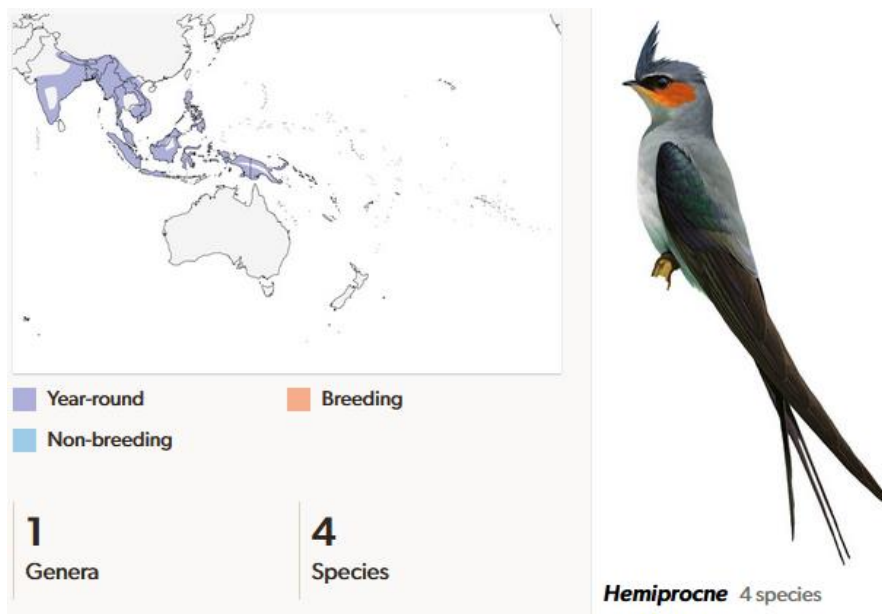 Year-round
Breeding
Non-breeding
1
Genera
4
Species
Hemiprocne 4 species